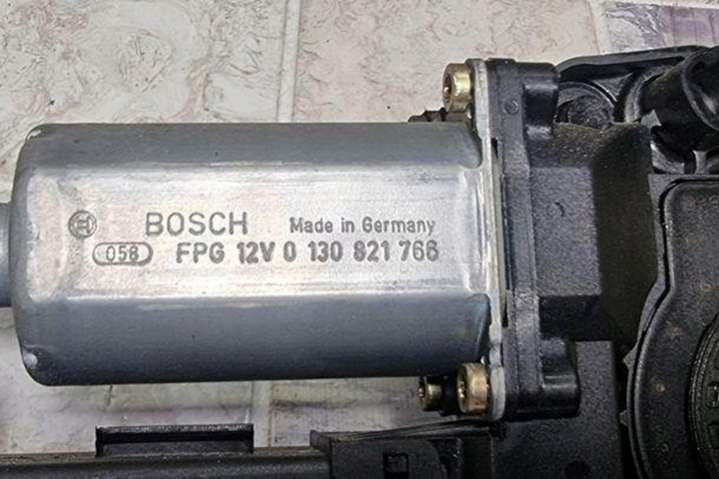 BOSCH Made in Germany
058 FPG 12V 0 130 821 766